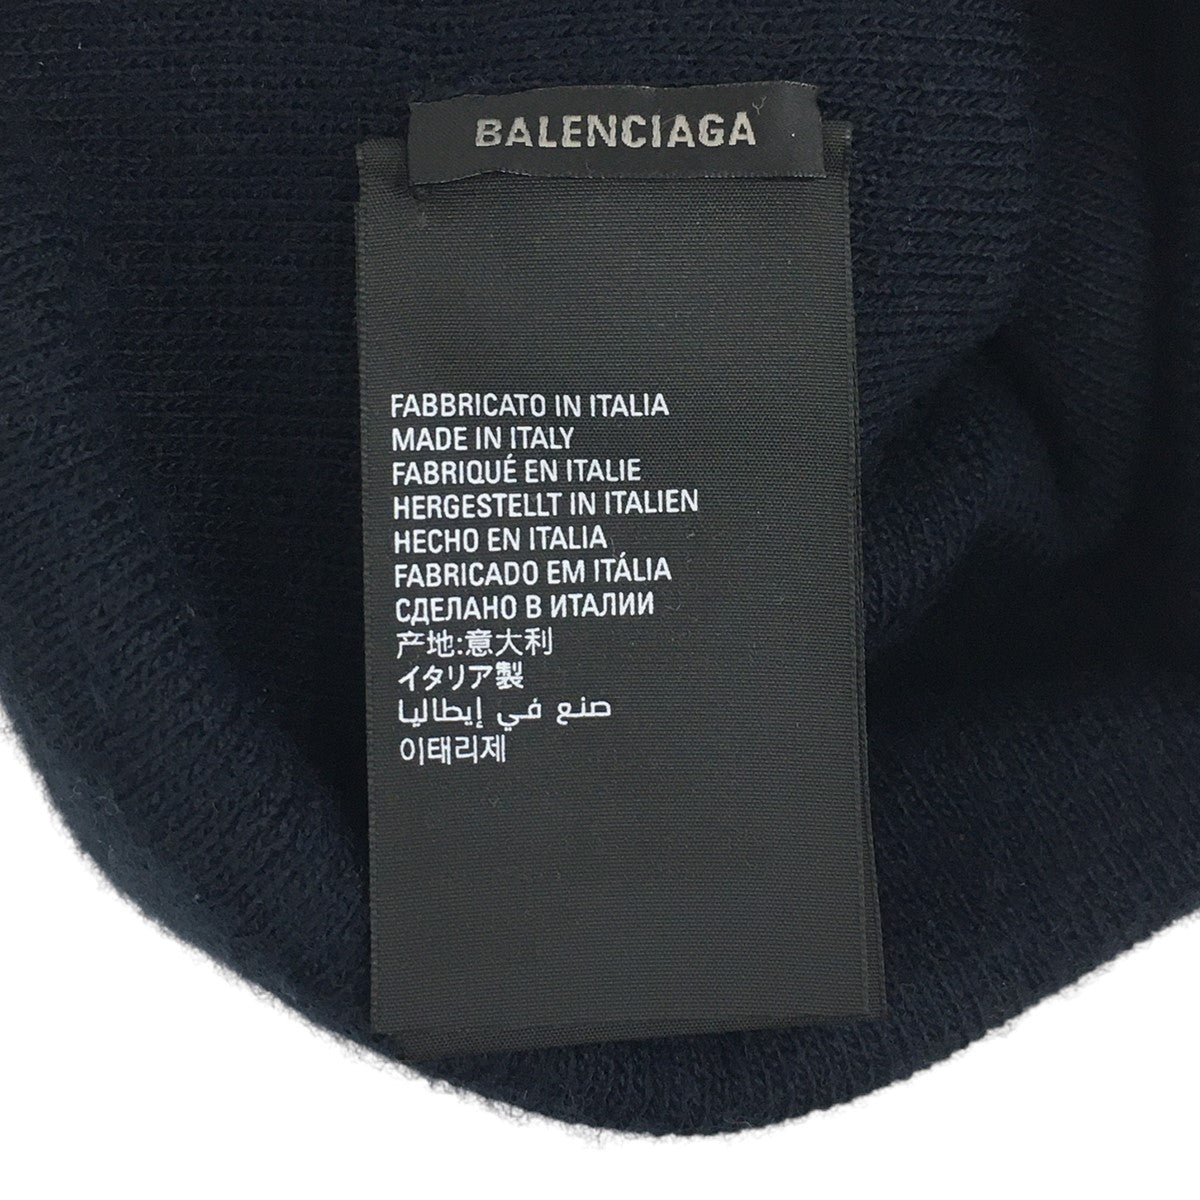 BALENCIAGA
FABBRICATO IN ITALIA
MADE IN ITALY
FABRIQUÉ EN ITALIE
HERGESTELLT IN ITALIEN
HECHO EN ITALIA
FABRICADO EM ITÁLIA
СДЕЛАНО В ИТАЛИИ
产地:意大利
イタリア製
صنع في إيطاليا
이태리제